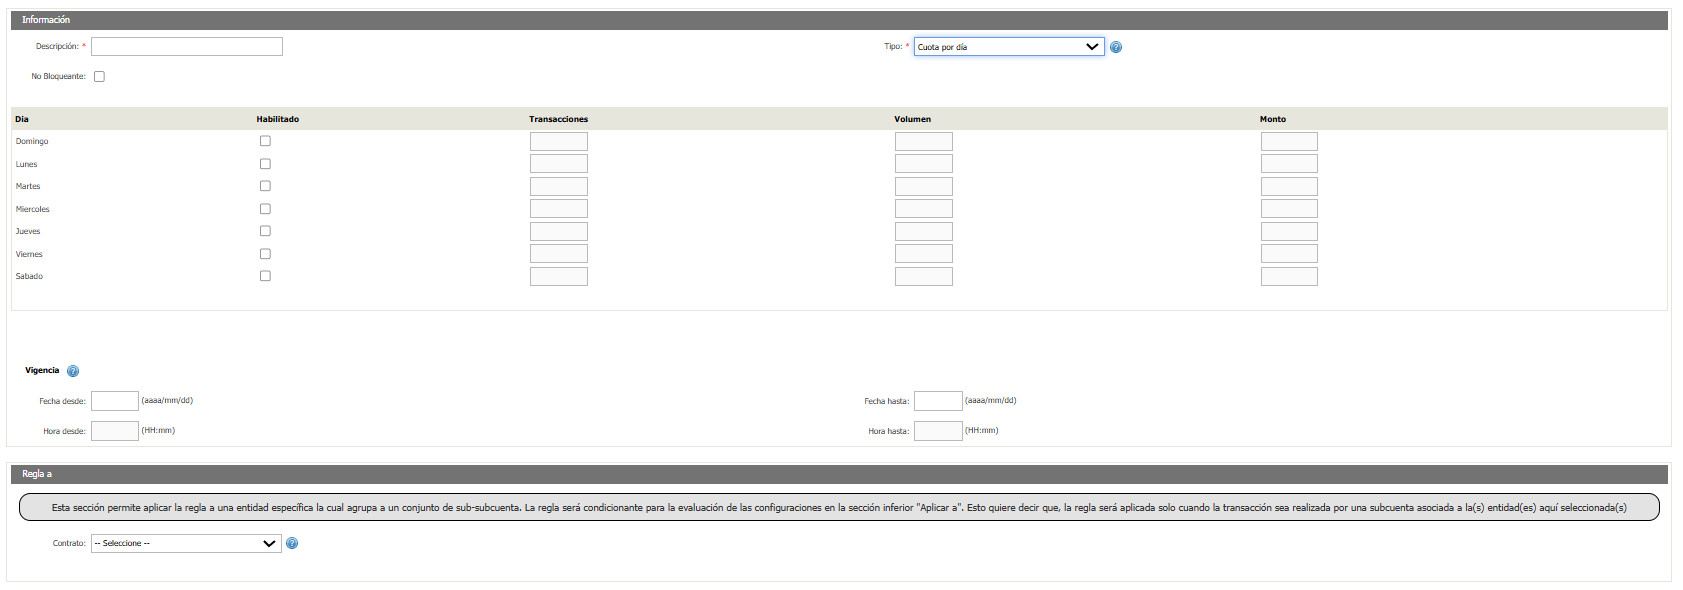 Información
Descripción: * Tipo: * Cuota por día
No Bloqueante:
Dia Habilitado Transacciones Volumen Monto
Domingo
Lunes
Martes
Miercoles
Jueves
Viernes
Sabado
Vigencia
Fecha desde: (aaaa/mm/dd) Fecha hasta: (aaaa/mm/dd)
Hora desde: (HH:mm) Hora hasta: (HH:mm)
Regla a
Esta sección permite aplicar la regla a una entidad específica la cual agrupa a un conjunto de sub-subcuenta. La regla será condicionante para la evaluación de las configuraciones en la sección inferior "Aplicar a". Esto quiere decir que, la regla será aplicada solo cuando la transacción sea realizada por una subcuenta asociada a la(s) entidad(es) aquí seleccionada(s)
Contrato: -- Seleccione --